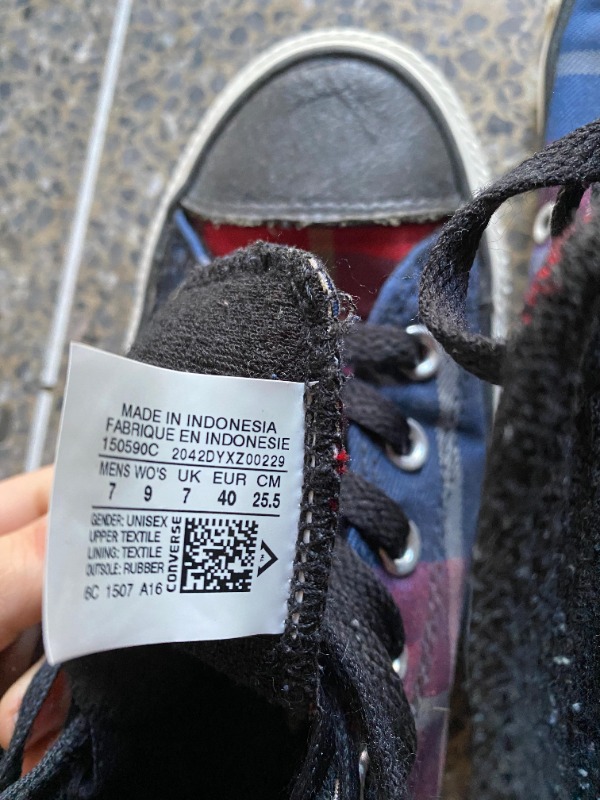 MADE IN INDONESIA
FABRIQUE EN INDONESIE
150590C 2042DYXZ00229
MENS WO'S UK EUR CM
7 9 7 40 25.5
GENDER: UNISEX
UPPER TEXTILE
LINING: TEXTILE
OUTSOLE: RUBBER
CONVERSE
6C 1507 A16